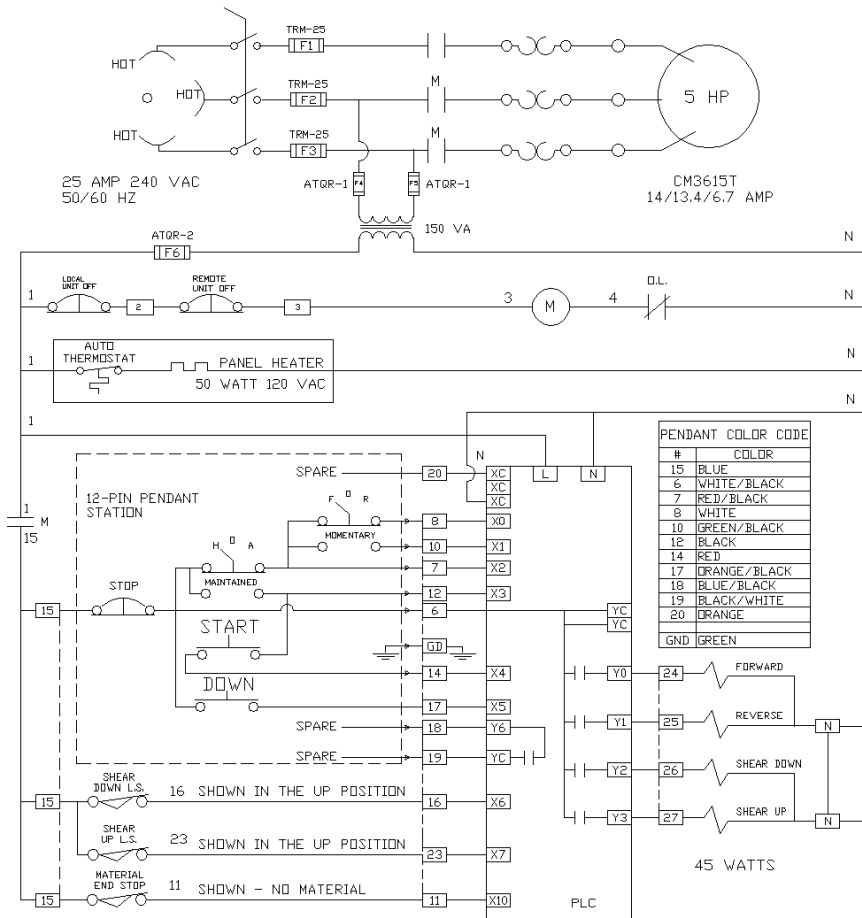 TRM-25
F1
HOT
TRM-25
HOT
F2
M
5 HP
HOT
TRM-25
F3
M
25 AMP 240 VAC
50/60 HZ
ATQR-1
F4
F5
ATQR-1
CM3615T
14/13.4/6.7 AMP
150 VA
ATQR-2
F6
N
LOCAL
UNIT OFF
REMOTE
UNIT OFF
O.L.
1
2
3
3
M
4
N
AUTO
THERMOSTAT
1
PANEL HEATER
50 WATT 120 VAC
N
1
N
N
SPARE
20
XC
L
N
XC
XC
PENDANT COLOR CODE
# COLOR
15 BLUE
6 WHITE/BLACK
7 RED/BLACK
8 WHITE
10 GREEN/BLACK
12 BLACK
14 RED
17 ORANGE/BLACK
18 BLUE/BLACK
19 BLACK/WHITE
20 ORANGE
GND GREEN
12-PIN PENDANT
STATION
1
M
15
F O R
MOMENTARY
8
X0
10
X1
H O A
MAINTAINED
7
X2
12
X3
15
STOP
6
YC
YC
START
GD
14
X4
DOWN
17
X5
SPARE
18
Y6
SPARE
19
YC
Y0
24
FORWARD
Y1
25
REVERSE
N
Y2
26
SHEAR DOWN
Y3
27
SHEAR UP
N
45 WATTS
15
SHEAR
DOWN L.S.
16 SHOWN IN THE UP POSITION
16
X6
SHEAR
UP L.S.
23 SHOWN IN THE UP POSITION
23
X7
15
MATERIAL
END STOP
11 SHOWN - NO MATERIAL
11
X10
PLC